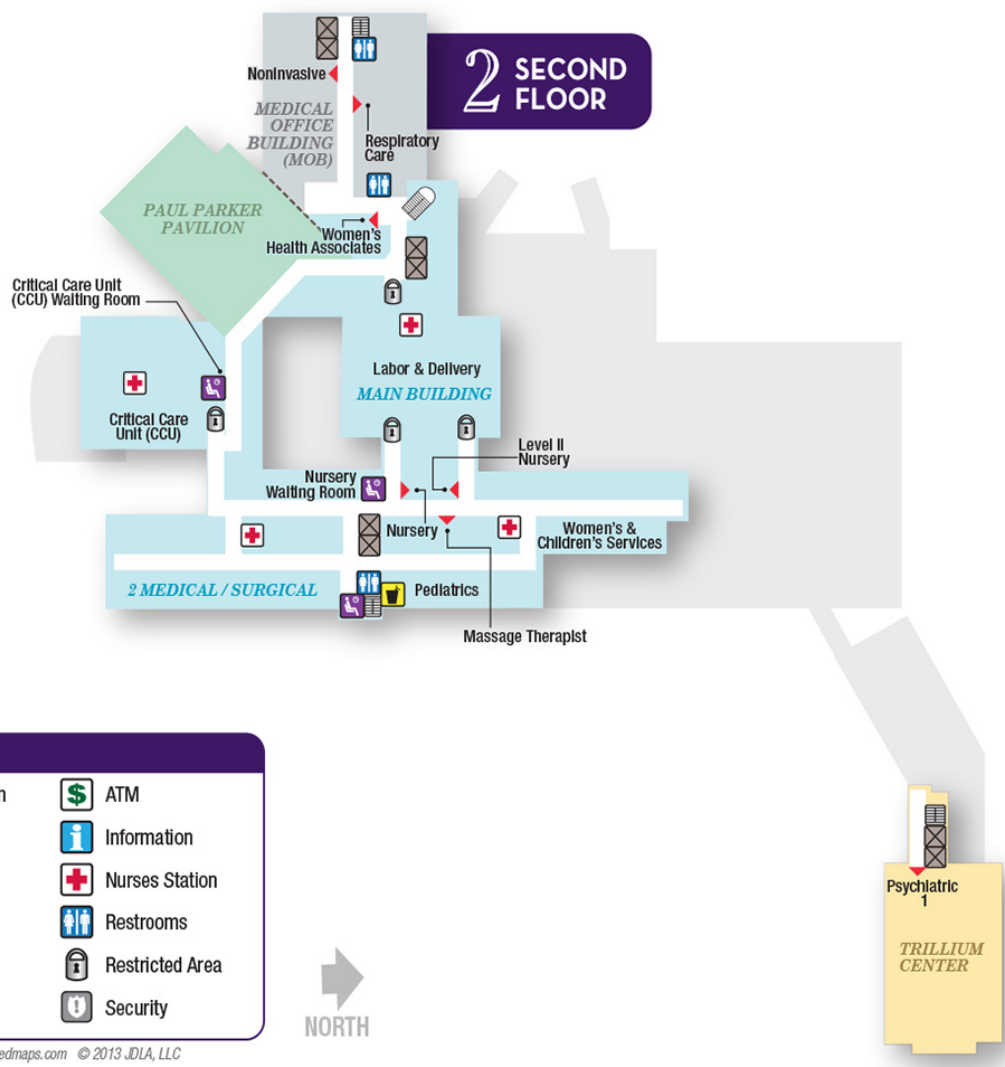 2 SECOND
FLOOR
Noninvasive
MEDICAL
OFFICE
BUILDING
(MOB)
Respiratory
Care
PAUL PARKER
PAVILION
Women's
Health Associates
Critical Care Unit
(CCU) Waiting Room
Labor & Delivery
MAIN BUILDING
Critical Care
Unit (CCU)
Level II
Nursery
Nursery
Waiting Room
Nursery
Women's &
Children's Services
2 MEDICAL / SURGICAL
Pediatrics
Massage Therapist
$ ATM
i Information
Nurses Station
Restrooms
Restricted Area
Security
NORTH
Psychiatric
1
TRILLIUM
CENTER
© 2013 JDLA, LLC